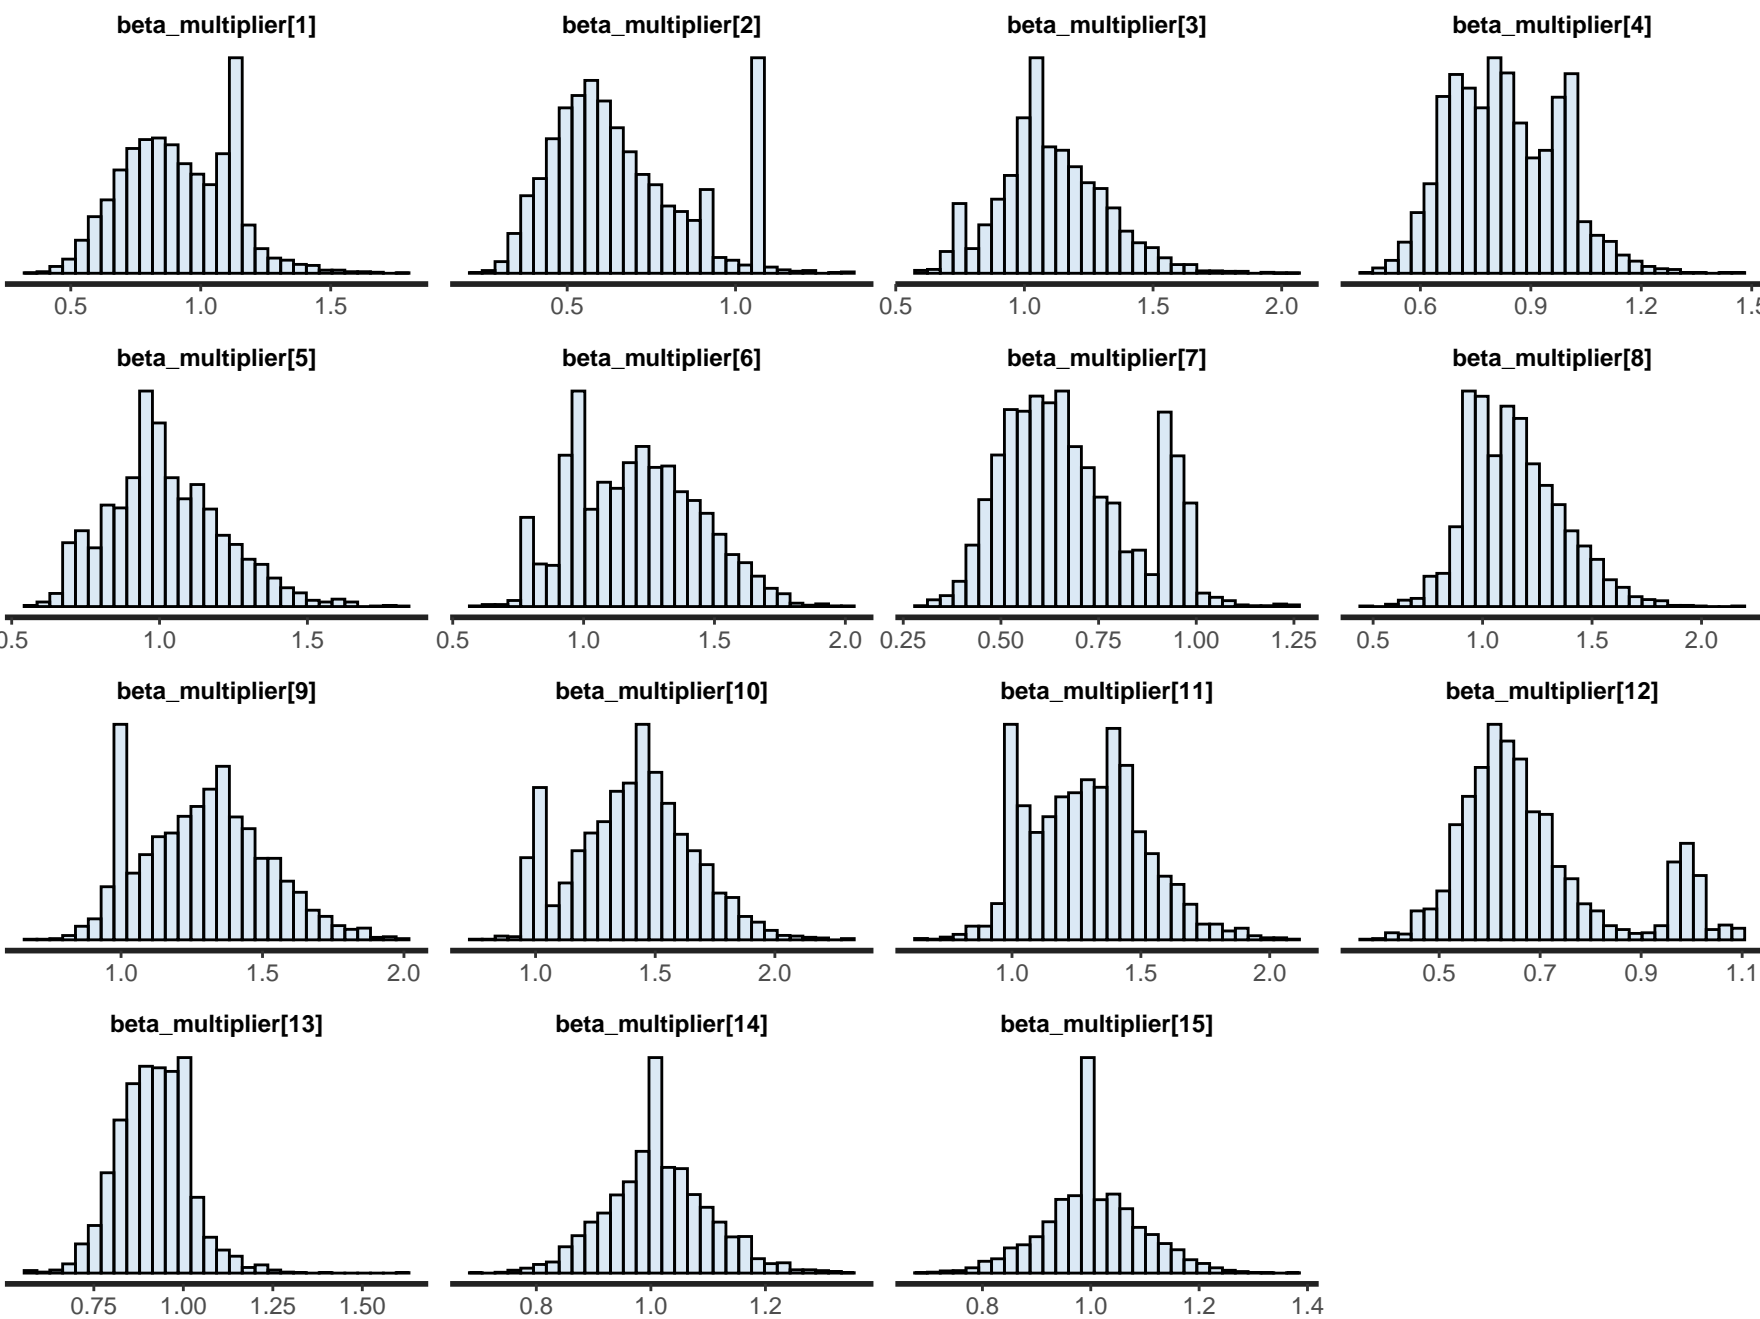 beta_multiplier[1] beta_multiplier[2] beta_multiplier[3] beta_multiplier[4]
0.5 1.0 1.5 0.5 1.0 0.5 1.0 1.5 2.0 0.6 0.9 1.2 1.5
beta_multiplier[5] beta_multiplier[6] beta_multiplier[7] beta_multiplier[8]
0.5 1.0 1.5 0.5 1.0 1.5 2.0 0.25 0.50 0.75 1.00 1.25 0.5 1.0 1.5 2.0
beta_multiplier[9] beta_multiplier[10] beta_multiplier[11] beta_multiplier[12]
1.0 1.5 2.0 1.0 1.5 2.0 1.0 1.5 2.0 0.5 0.7 0.9 1.1
beta_multiplier[13] beta_multiplier[14] beta_multiplier[15]
0.75 1.00 1.25 1.50 0.8 1.0 1.2 0.8 1.0 1.2 1.4